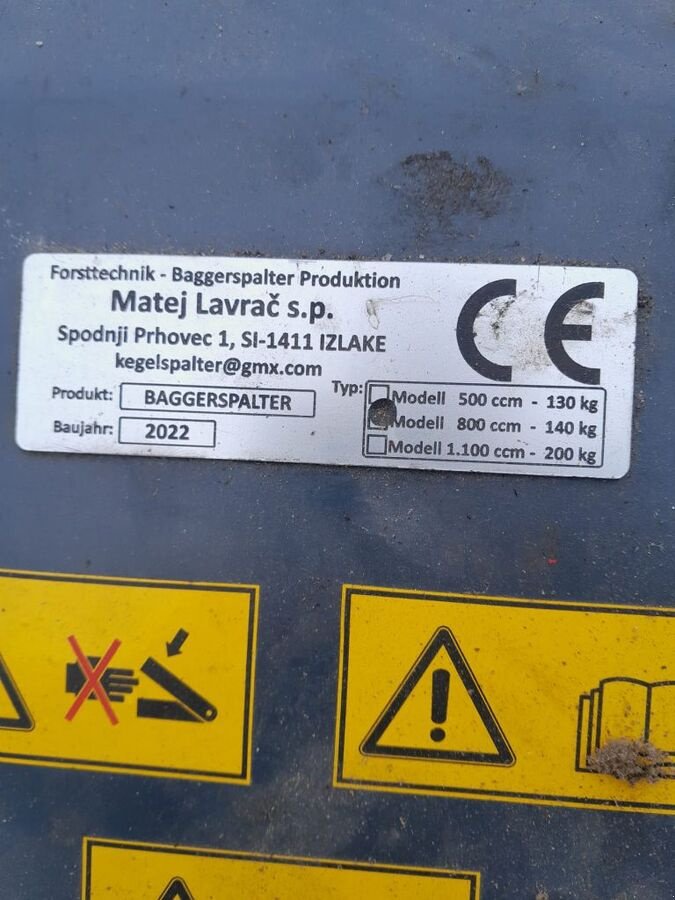 Forsttechnik - Baggerspalter Produktion
Matej Lavrač s.p.
Spodnji Prhovec 1, SI-1411 IZLAKE
kegelspalter@gmx.com
CE
Produkt: BAGGERSPALTER
Baujahr: 2022
Typ: Modell 500 ccm - 130 kg
Modell 800 ccm - 140 kg
Modell 1.100 ccm - 200 kg